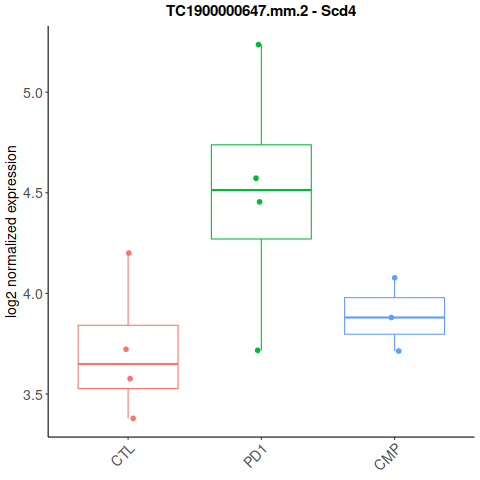 TC1900000647.mm.2 - Scd4
log2 normalized expression
5.0
4.5
4.0
3.5
CTL
PD1
CMP